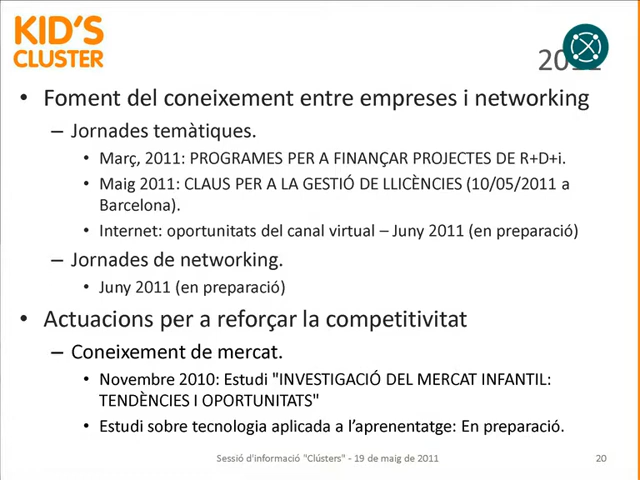 KID'S
CLUSTER
• Foment del coneixement entre empreses i networking
– Jornades temàtiques.
• Març, 2011: PROGRAMES PER A FINANÇAR PROJECTES DE R+D+i.
• Maig 2011: CLAUS PER A LA GESTIÓ DE LLICÈNCIES (10/05/2011 a
Barcelona).
• Internet: oportunitats del canal virtual – Juny 2011 (en preparació)
– Jornades de networking.
• Juny 2011 (en preparació)
• Actuacions per a reforçar la competitivitat
– Coneixement de mercat.
• Novembre 2010: Estudi "INVESTIGACIÓ DEL MERCAT INFANTIL:
TENDÈNCIES I OPORTUNITATS"
• Estudi sobre tecnologia aplicada a l'aprenentatge: En preparació.
Sessió d'informació "Clústers" - 19 de maig de 2011
20